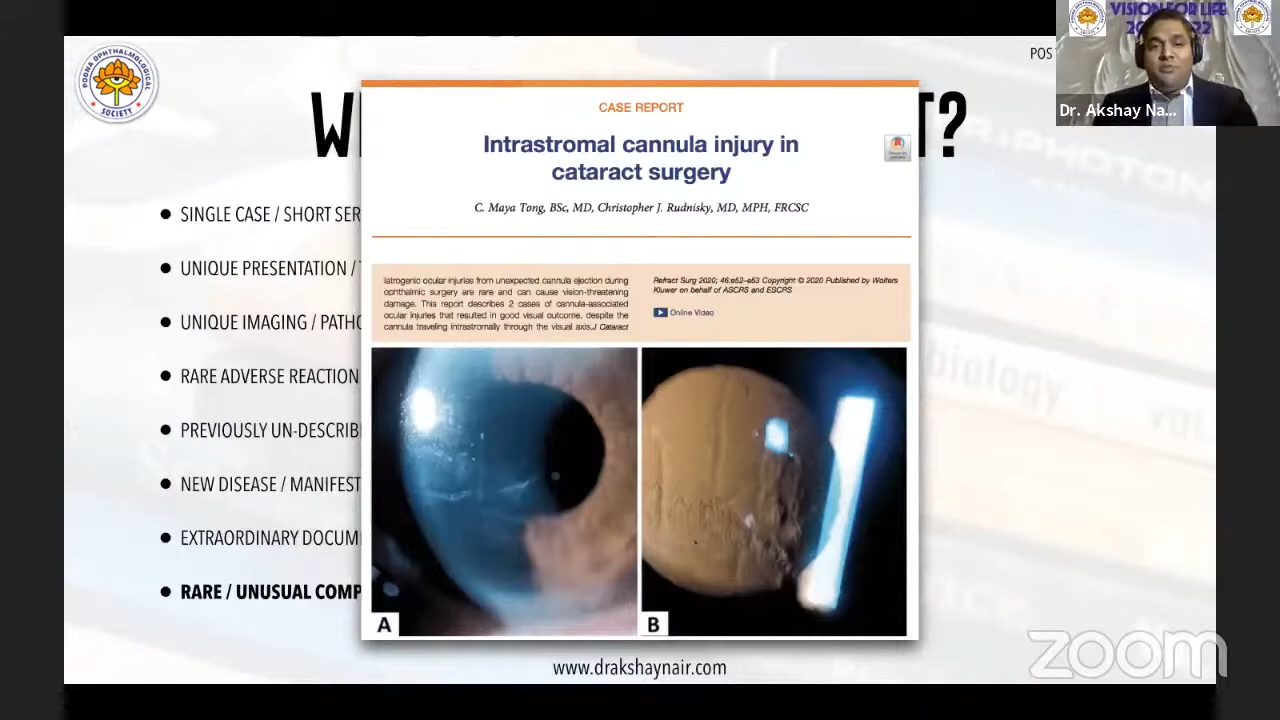 POONA OPHTHALMOLOGICAL SOCIETY
POS
VISION FOR LIFE
Dr. Akshay Na...
W
T?
SINGLE CASE / SHORT SER
UNIQUE PRESENTATION /
UNIQUE IMAGING / PATHO
RARE ADVERSE REACTION
PREVIOUSLY UN-DESCRIB
NEW DISEASE / MANIFEST
EXTRAORDINARY DOCUM
RARE / UNUSUAL COMP
CASE REPORT
Intrastromal cannula injury in
cataract surgery
C. Maya Tong, BSc, MD, Christopher J. Rudnisky, MD, MPH, FRCSC
Iatrogenic ocular injuries from unexpected cannula ejection during
ophthalmic surgery are rare and can cause vision-threatening
damage. This report describes 2 cases of cannula-associated
ocular injuries that resulted in good visual outcome, despite the
cannula traveling intrastromally through the visual axis.J Cataract
Refract Surg 2020; 46:e52–e53 Copyright © 2020 Published by Wolters
Kluwer on behalf of ASCRS and ESCRS
Online Video
A
B
www.drakshaynair.com
zoom